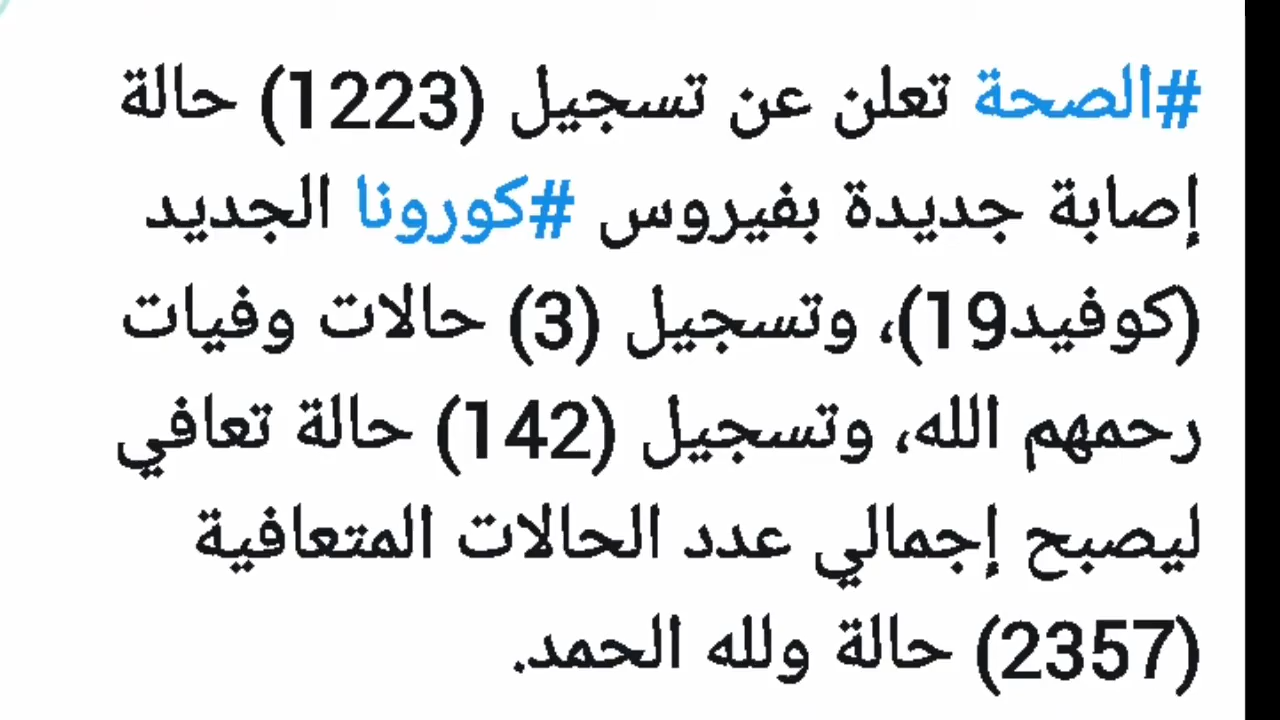 #الصحة تعلن عن تسجيل (1223) حالة
إصابة جديدة بفيروس #كورونا الجديد
(كوفيد19)، وتسجيل (3) حالات وفيات
رحمهم الله، وتسجيل (142) حالة تعافي
ليصبح إجمالي عدد الحالات المتعافية
(2357) حالة ولله الحمد.